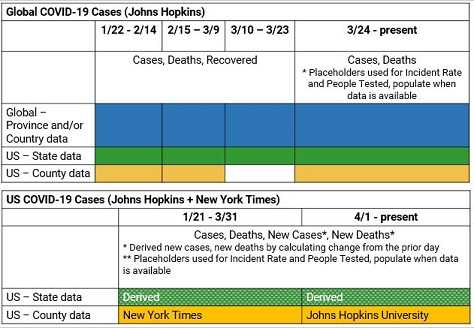 Global COVID-19 Cases (Johns Hopkins)
1/22 - 2/14 2/15 – 3/9 3/10 – 3/23 3/24 - present
Cases, Deaths, Recovered
Cases, Deaths
* Placeholders used for Incident Rate
and People Tested, populate when
data is available
Global –
Province and/or
Country data
US – State data
US – County data
US COVID-19 Cases (Johns Hopkins + New York Times)
1/21 - 3/31 4/1 - present
Cases, Deaths, New Cases*, New Deaths*
* Derived new cases, new deaths by calculating change from the prior day
** Placeholders used for Incident Rate and People Tested, populate when data
is available
US – State data Derived Derived
US – County data New York Times Johns Hopkins University